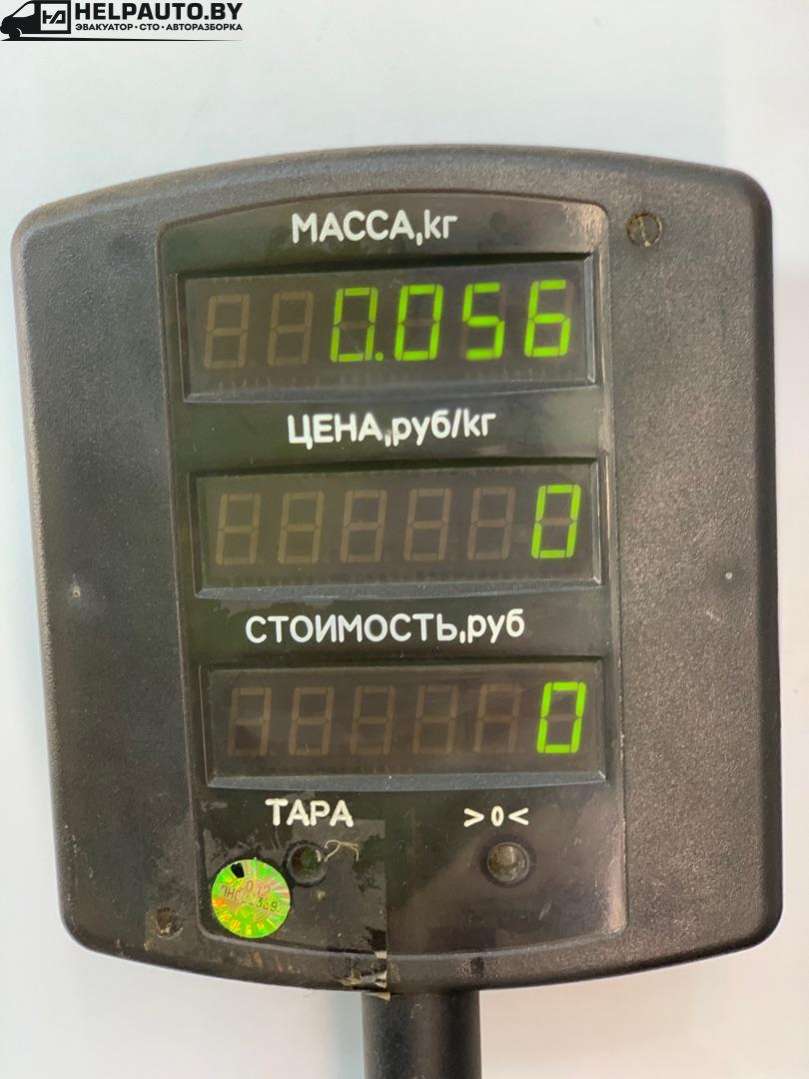 HELPAUTO.BY
ЭВАКУАТОР • СТО • АВТОРАЗБОРКА
МАССА,кг
0.056
ЦЕНА,руб/кг
0
СТОИМОСТЬ,руб
0
ТАРА >0<